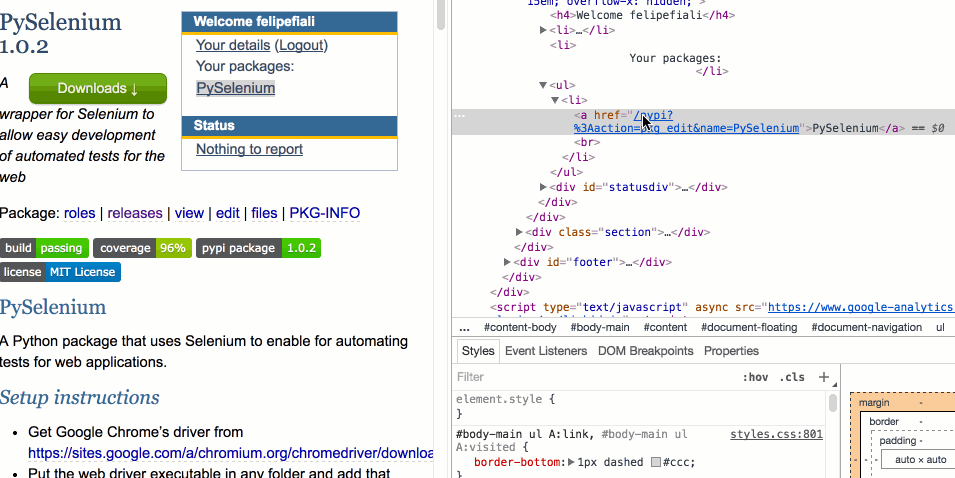 PySelenium
1.0.2
A
Downloads ↓
wrapper for Selenium to
allow easy development
of automated tests for the
web
Welcome felipefiali
Your details (Logout)
Your packages:
PySelenium
Status
Nothing to report
Package: roles | releases | view | edit | files | PKG-INFO
build passing coverage 96% pypi package 1.0.2
license MIT License
PySelenium
A Python package that uses Selenium to enable for automating
tests for web applications.
Setup instructions
• Get Google Chrome's driver from
https://sites.google.com/a/chromium.org/chromedriver/downloa
• Put the web driver executable in any folder and add that
15em; overflow-x: hidden; >
<h4>Welcome felipefiali</h4>
▶<li>…</li>
<li>
Your packages:
</li>
▼<ul>
▼<li>
<a href="/pypi?
%3Aaction= edit&name=PySelenium">PySelenium</a> == $0
<br>
</li>
</ul>
▶<div id="statusdiv">…</div>
</div>
</div>
▶<div class="section">…</div>
</div>
▶<div id="footer">…</div>
</div>
</div>
<script type="text/javascript" async src="https://www.google-analytics
... #content-body #body-main #content #document-floating #document-navigation ul
Styles Event Listeners DOM Breakpoints Properties
Filter :hov .cls +
element.style {
}
#body-main ul A:link, #body-main ul styles.css:801
A:visited {
border-bottom:▶1px dashed #ccc;
}
margin -
border -
padding -
- - - auto × auto